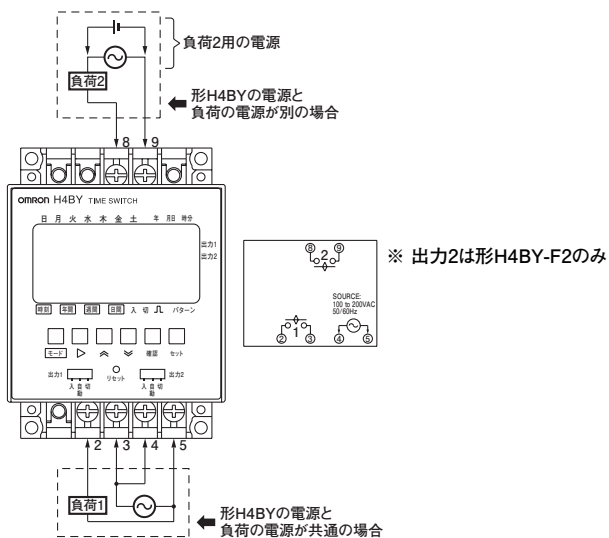 負荷2用の電源
負荷2
形H4BYの電源と
負荷の電源が別の場合
8 9
OMRON H4BY TIME SWITCH
日 月 火 水 木 金 土 年 月日 時分
出力1
出力2
時刻 年間 週間 日間 入 切 パターン
モード 確認 セット
出力1 リセット 出力2
入 自動 切 入 自動 切
⑧ ⑨
2
SOURCE:
100 to 200VAC
50/60Hz
1
② ③ ④ ⑤
※ 出力2は形H4BY-F2のみ
2 3 4 5
負荷1
形H4BYの電源と
負荷の電源が共通の場合